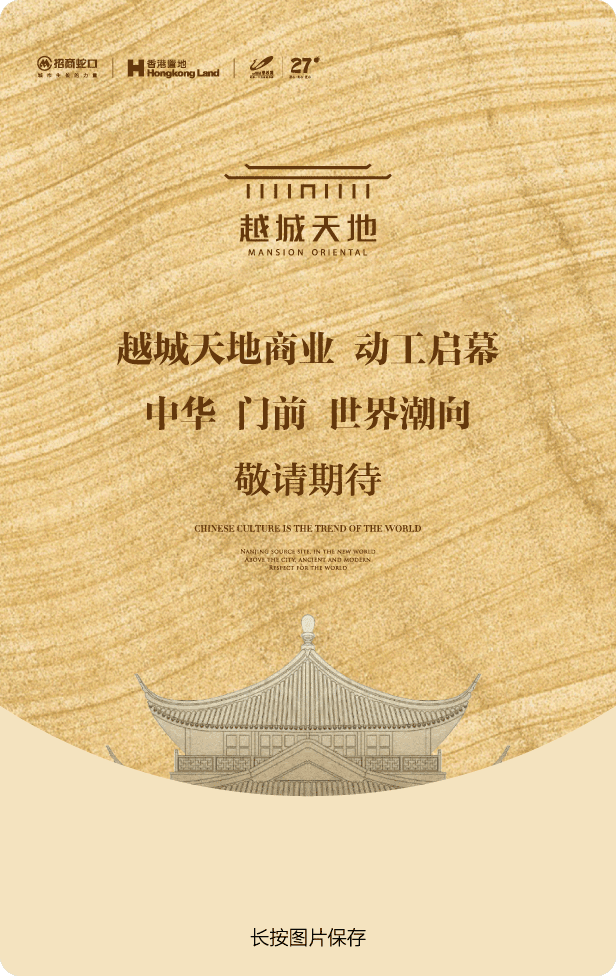 招商蛇口
香港置地
Hongkong Land
27°
越城天地
MANSION ORIENTAL
越城天地商业 动工启幕
中华 门前 世界潮向
敬请期待
CHINESE CULTURE IS THE TREND OF THE WORLD
NANJING SOURCE SITE, IN THE NEW WORLD
ABOVE THE CITY, ANCIENT AND MODERN
RESPECT FOR THE WORLD
长按图片保存